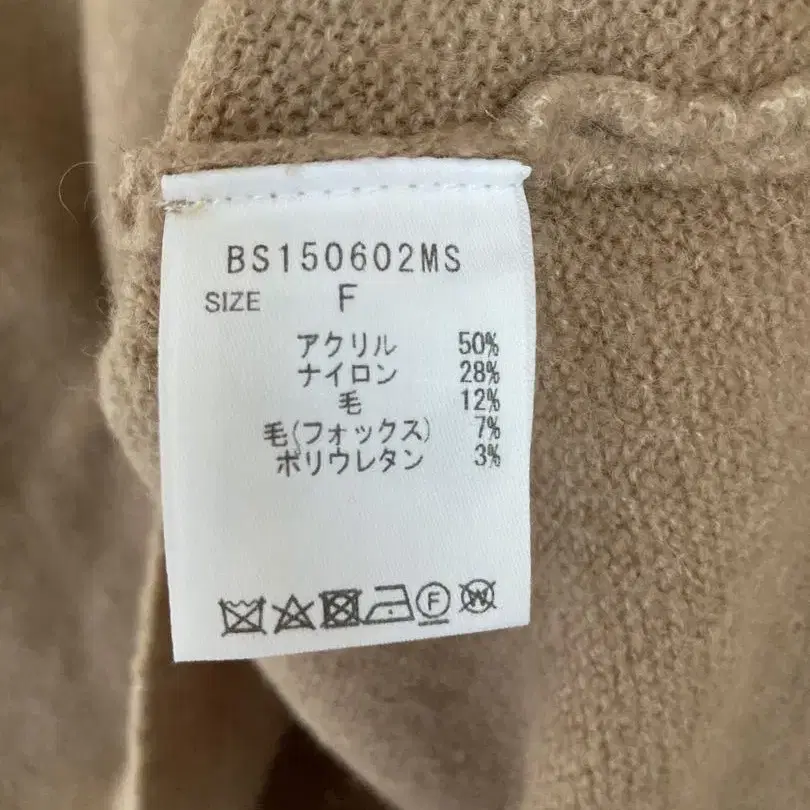 BS150602MS
SIZE F
アクリル 50%
ナイロン 28%
毛 12%
毛(フォックス) 7%
ポリウレタン 3%
F W